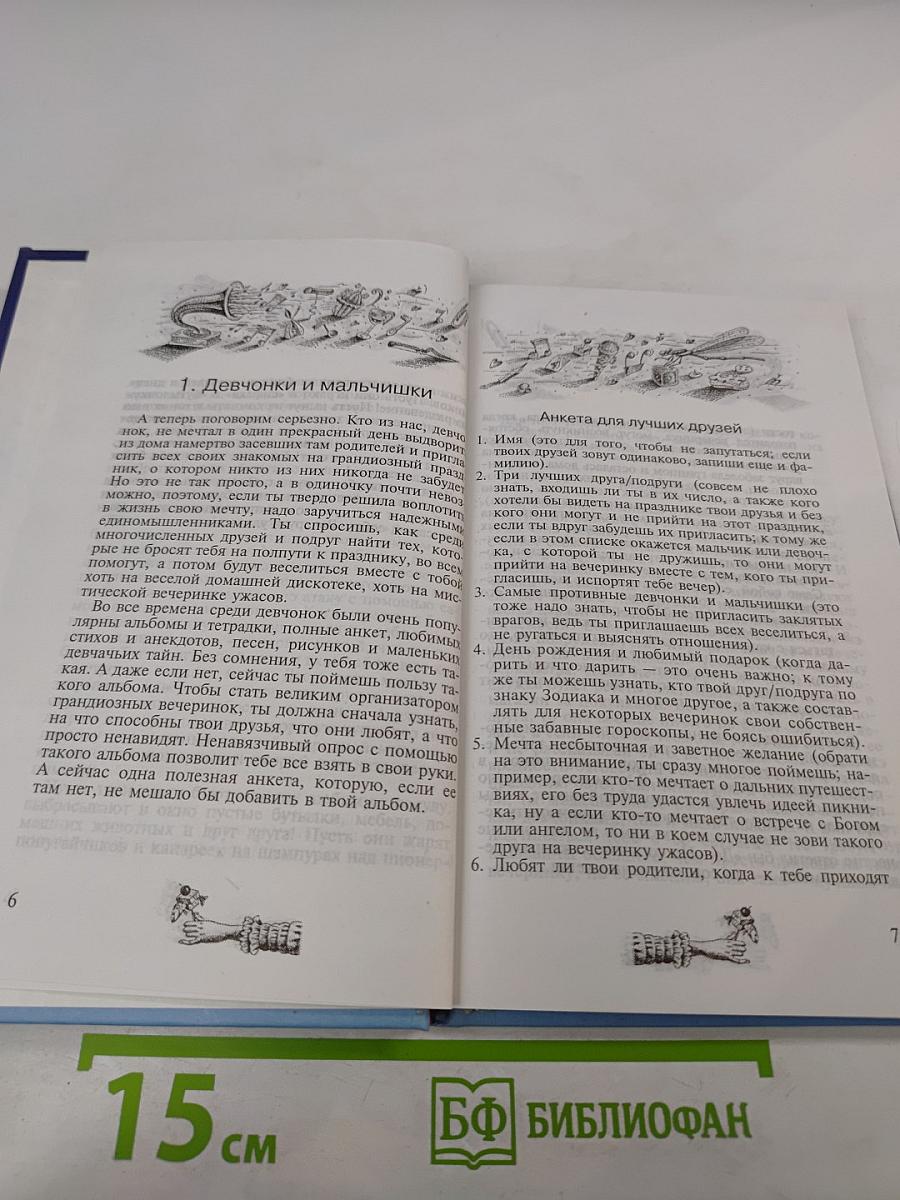 1. Девчонки и мальчишки
А теперь поговорим серьезно. Кто из нас, девчо
нок, не мечтал в один прекрасный день выдворит
из дома намертво засевших там родителей и пригла
сить всех своих знакомых на грандиозный празд
ник, о котором никто из них никогда не забудет
Но это не так просто, а в одиночку почти невоз
можно, поэтому, если ты твердо решила воплотить
в жизнь свою мечту, надо заручиться надежными
единомышленниками. Ты спросишь, как среди
многочисленных друзей и подруг найти тех, кото-
рые не бросят тебя на полпути к празднику, во всем
помогут, а потом будут веселиться вместе с тобой
хоть на веселой домашней дискотеке, хоть на мис-
тической вечеринке ужасов.
Во все времена среди девчонок были очень попу-
лярны альбомы и тетрадки, полные анкет, любимых
стихов и анекдотов, песен, рисунков и маленьких
девчачьих тайн. Без сомнения, у тебя тоже есть та-
кая. А даже если нет, сейчас ты поймешь пользу та-
кого альбома. Чтобы стать великим организатором
грандиозных вечеринок, ты должна сначала узнать,
на что способны твои друзья, что они любят, а что
просто ненавидят. Ненавязчивый опрос с помощью
такого альбома позволит тебе все взять в свои руки.
А сейчас одна полезная анкета, которую, если ее
там нет, не мешало бы добавить в твой альбом.
6
Анкета для лучших друзей
1. Имя (это для того, чтобы не запутаться; если
твоих друзей зовут одинаково, запиши еще и фа-
милию).
2. Три лучших друга/подруги (совсем не плохо
знать, входишь ли ты в их число, а также кого
хотели бы видеть на празднике твои друзья и без
кого они могут и не прийти на этот праздник,
если ты вдруг забудешь их пригласить; к тому же
если в этом списке окажется мальчик или девоч-
ка, с которой ты не дружишь, то они могут
прийти на вечеринку вместе с тем, кого ты при-
гласишь, и испортят тебе вечер).
3. Самые противные девчонки и мальчишки (это
тоже надо знать, чтобы не пригласить заклятых
врагов, ведь ты приглашаешь всех веселиться, а
не ругаться и выяснять отношения).
4. День рождения и любимый подарок (когда да-
рить и что дарить — это очень важно; к тому
же ты можешь узнать, кто твой друг/подруга по
знаку Зодиака и многое другое, а также состав-
лять для некоторых вечеринок свои собствен-
ные забавные гороскопы, не боясь ошибиться).
5. Мечта несбыточная и заветное желание (обрати
на это внимание, ты сразу многое поймешь; на-
пример, если кто-то мечтает о дальних путешест-
виях, его без труда удастся увлечь идеей пикни-
ка, ну а если кто-то мечтает о встрече с Богом
или ангелом, то ни в коем случае не зови такого
друга на вечеринку ужасов).
6. Любят ли твои родители, когда к тебе приходят
7
15 см
БФ БИБЛИОФАН